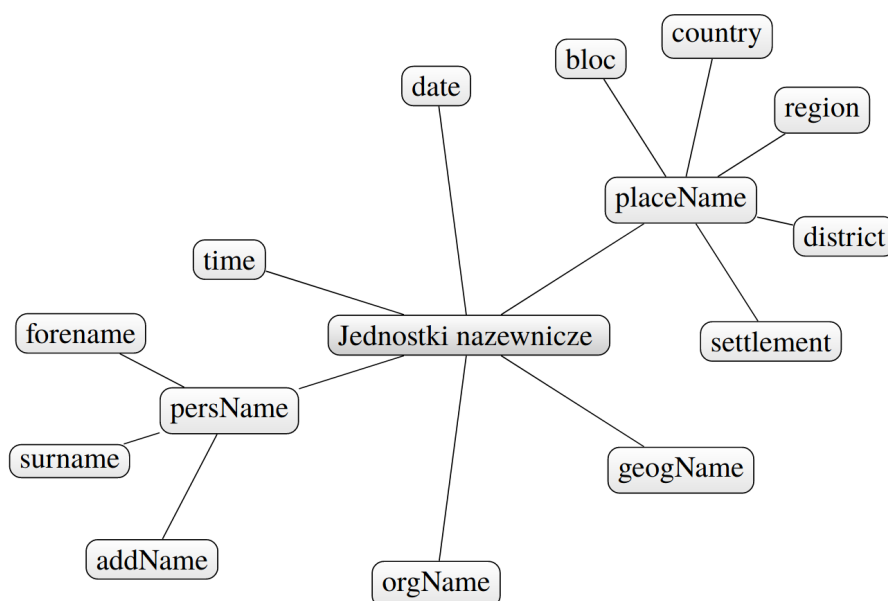 country
bloc
date
region
placeName
district
time
forename
Jednostki nazewnicze
settlement
persName
surname
geogName
addName
orgName